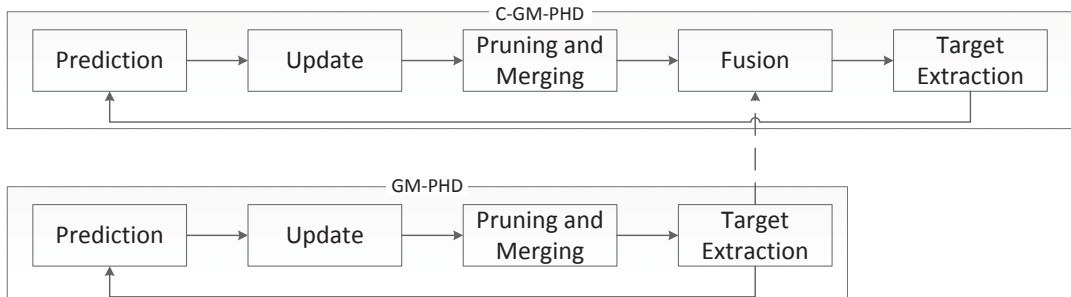 C-GM-PHD
Prediction
Update
Pruning and
Merging
Fusion
Target
Extraction
GM-PHD
Prediction
Update
Pruning and
Merging
Target
Extraction